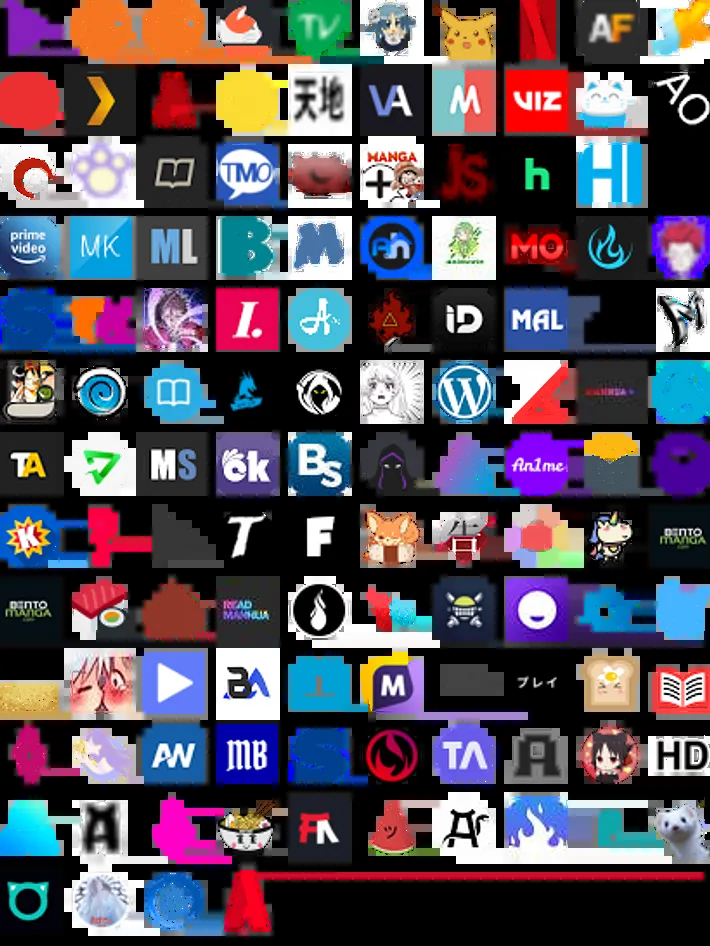 TV AF
天地 VA M VIZ AO
TMO MANGA + JS h HI
prime video MK ML B M An MO
I. A iD MAL N
W
TA MS ok BS An1me
K T F BENTO MANGA
BENTO MANGA READ MANHUA
BA M プレイ
AW MB S TA A HD
A FA ツ A
A